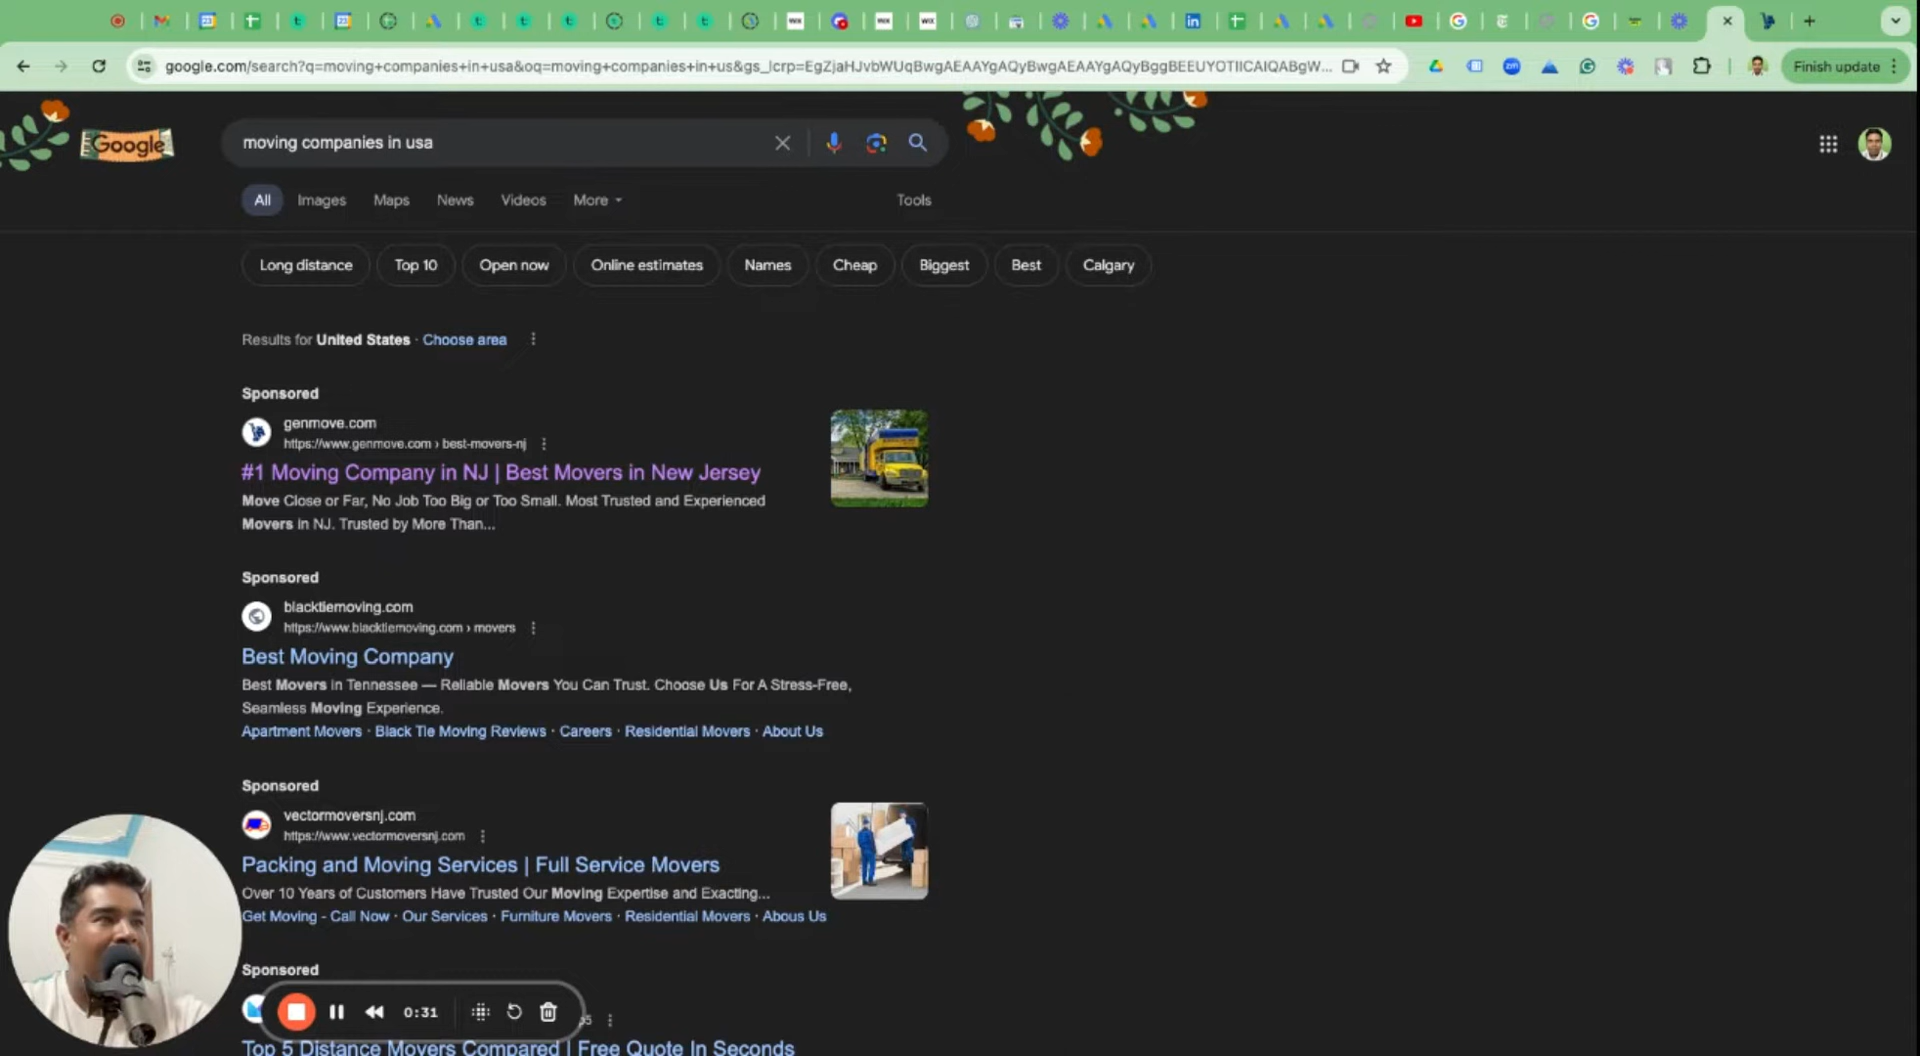 google.com/search?q=moving+companies+in+usa&oq=moving+companies+in+us&gs_lcrp=EgZjaHJvbWUqBwgAEAAYgAQyBwgAEAAYgAQyBggBEEUYOTIICAIQABgW...
Finish update
Google
moving companies in usa
All Images Maps News Videos More Tools
Long distance Top 10 Open now Online estimates Names Cheap Biggest Best Calgary
Results for United States · Choose area
Sponsored
genmove.com
https://www.genmove.com › best-movers-nj
#1 Moving Company in NJ | Best Movers in New Jersey
Move Close or Far, No Job Too Big or Too Small. Most Trusted and Experienced
Movers in NJ. Trusted by More Than...
Sponsored
blacktiemoving.com
https://www.blacktiemoving.com › movers
Best Moving Company
Best Movers in Tennessee — Reliable Movers You Can Trust. Choose Us For A Stress-Free,
Seamless Moving Experience.
Apartment Movers · Black Tie Moving Reviews · Careers · Residential Movers · About Us
Sponsored
vectormoversnj.com
https://www.vectormoversnj.com
Packing and Moving Services | Full Service Movers
Over 10 Years of Customers Have Trusted Our Moving Expertise and Exacting...
Get Moving - Call Now · Our Services · Furniture Movers · Residential Movers · Abous Us
Sponsored
0:31
Top 5 Distance Movers Compared | Free Quote In Seconds